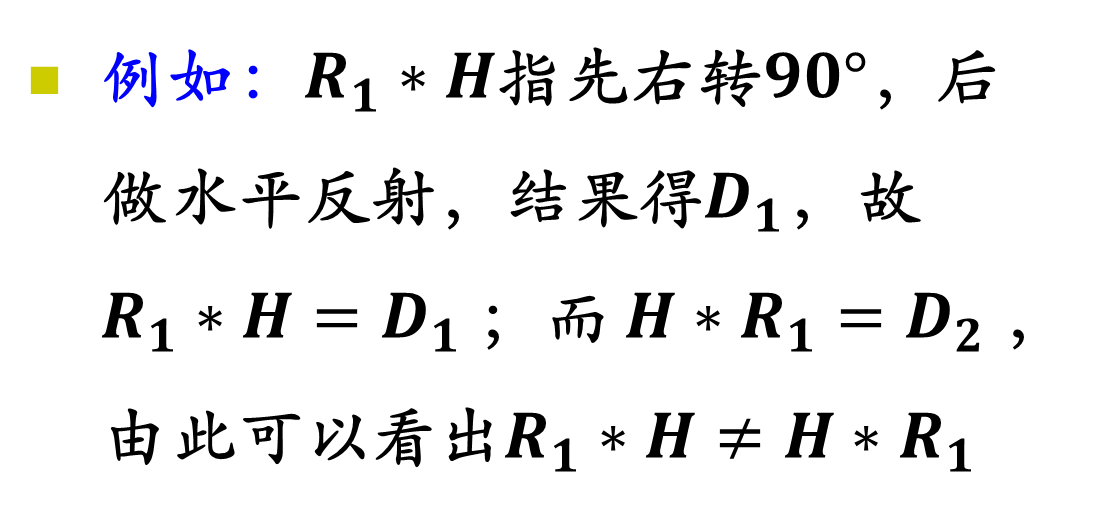 例如：R₁ * H指先右转90°，后
做水平反射，结果得D₁，故
R₁ * H = D₁；而 H * R₁ = D₂，
由此可以看出R₁ * H ≠ H * R₁